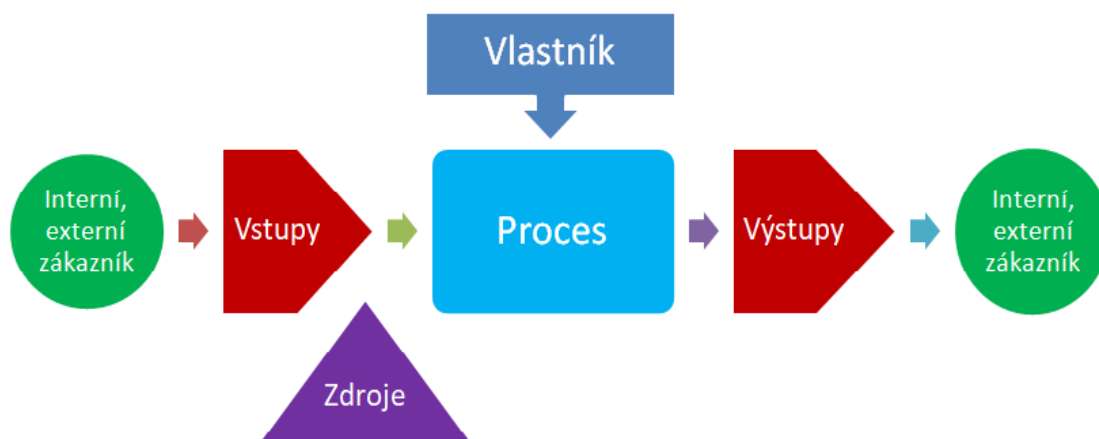 Vlastník
Interní,
externí
zákazník
Vstupy
Proces
Výstupy
Interní,
externí
zákazník
Zdroje